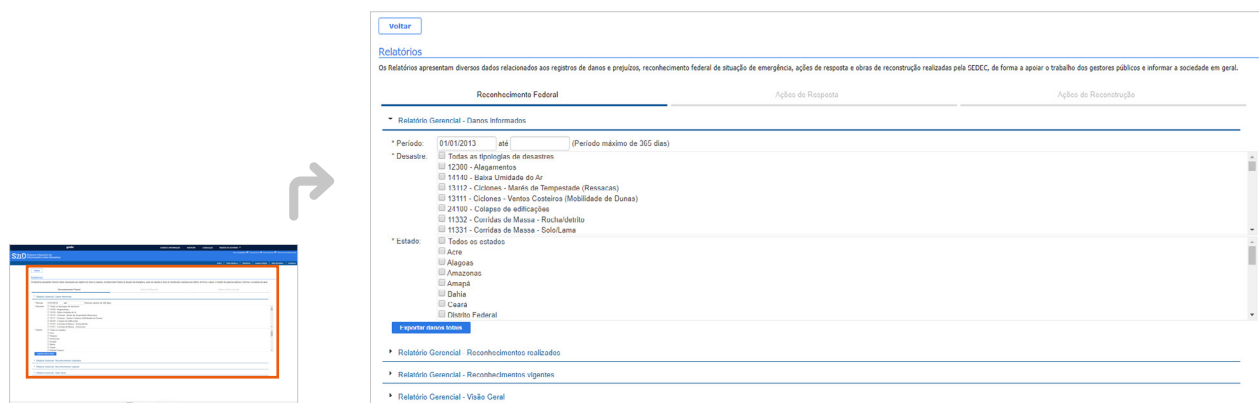 Voltar
Relatórios
Os Relatórios apresentam diversos dados relacionados aos registros de danos e prejuízos, reconhecimento federal de situação de emergência, ações de resposta e obras de reconstrução realizadas pela SEDEC, de forma a apoiar o trabalho dos gestores públicos e informar a sociedade em geral.
Reconhecimento Federal Ações de Resposta Ações de Reconstrução
Relatório Gerencial - Danos Informados
* Período: 01/01/2013 até (Período máximo de 365 dias)
* Desastre: Todas as tipologias de desastres
12300 - Alagamentos
14140 - Baixa Umidade do Ar
13112 - Ciclones - Marés de Tempestade (Ressacas)
13111 - Ciclones - Ventos Costeiros (Mobilidade de Dunas)
24100 - Colapso de edificações
11332 - Corridas de Massa - Rocha/detrito
11331 - Corridas de Massa - Solo/Lama
* Estado: Todos os estados
Acre
Alagoas
Amazonas
Amapá
Bahia
Ceará
Distrito Federal
Exportar danos totais
Relatório Gerencial - Reconhecimentos realizados
Relatório Gerencial - Reconhecimentos vigentes
Relatório Gerencial - Visão Geral
S2iD